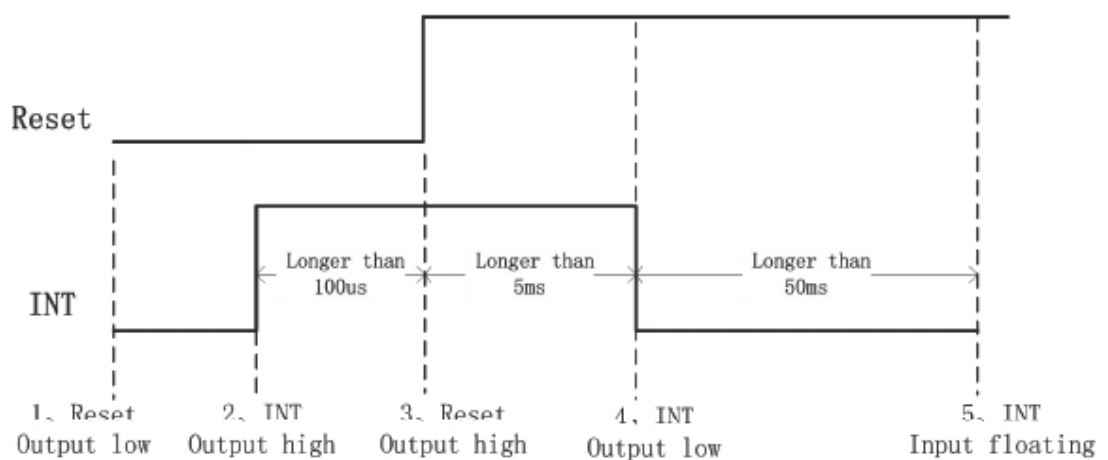 Reset
Longer than
100us
Longer than
5ms
Longer than
50ms
INT
1、Reset
Output low
2、INT
Output high
3、Reset
Output high
4、INT
Output low
5、INT
Input floating